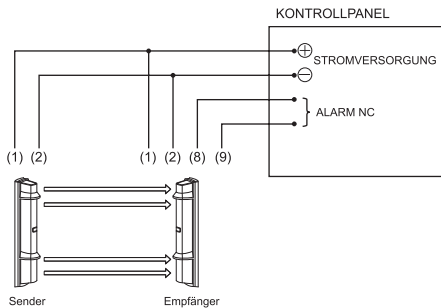 KONTROLLPANEL
STROMVERSORGUNG
ALARM NC
(1) (2) (1) (2) (8) (9)
Sender Empfänger